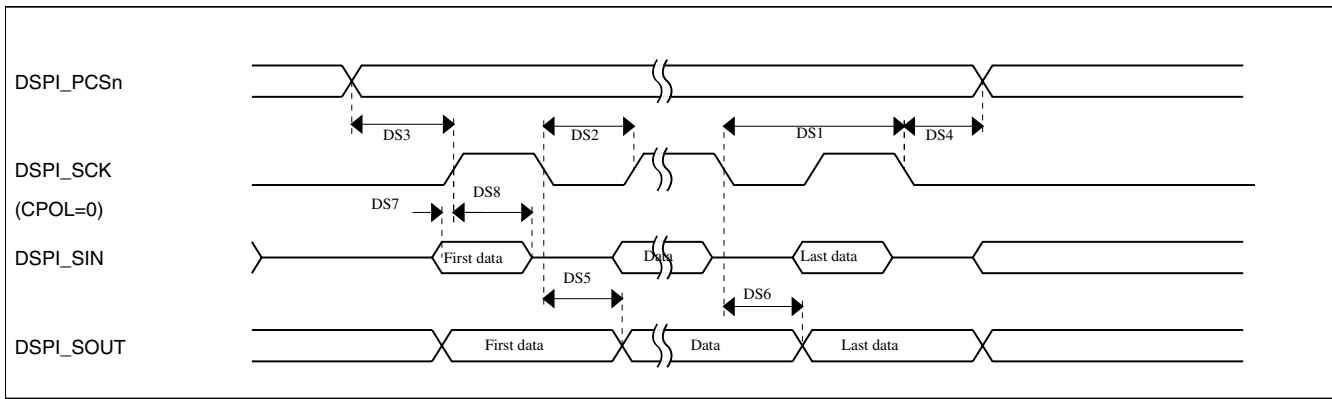 DSPI_PCSn
DS3
DS2
DS1
DS4
DSPI_SCK
(CPOL=0)
DS7
DS8
DSPI_SIN
First data
Data
Last data
DS5
DS6
DSPI_SOUT
First data
Data
Last data